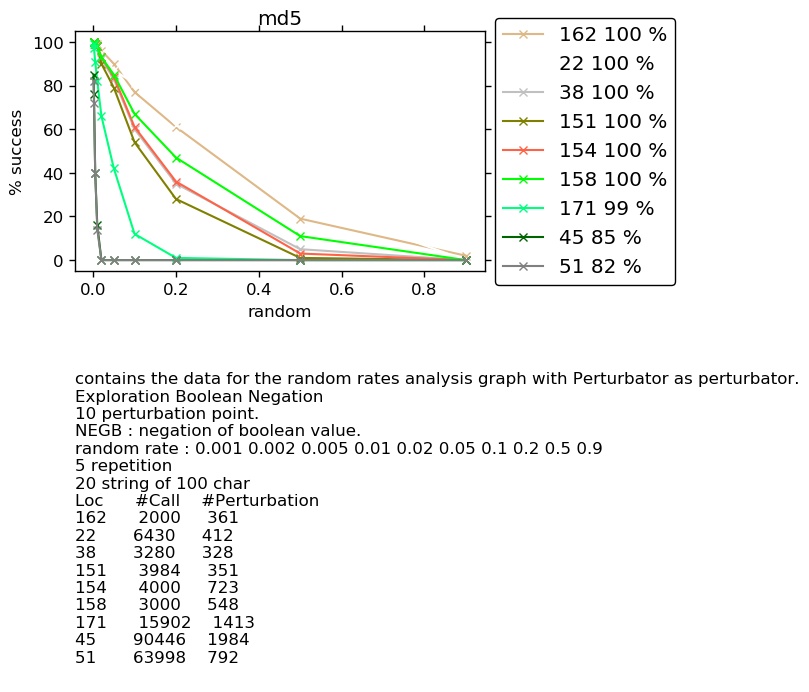 md5
100
80
60
40
20
0
% success
0.0 0.2 0.4 0.6 0.8
random
162 100 %
22 100 %
38 100 %
151 100 %
154 100 %
158 100 %
171 99 %
45 85 %
51 82 %
contains the data for the random rates analysis graph with Perturbator as perturbator.
Exploration Boolean Negation
10 perturbation point.
NEGB : negation of boolean value.
random rate : 0.001 0.002 0.005 0.01 0.02 0.05 0.1 0.2 0.5 0.9
5 repetition
20 string of 100 char
Loc #Call #Perturbation
162 2000 361
22 6430 412
38 3280 328
151 3984 351
154 4000 723
158 3000 548
171 15902 1413
45 90446 1984
51 63998 792